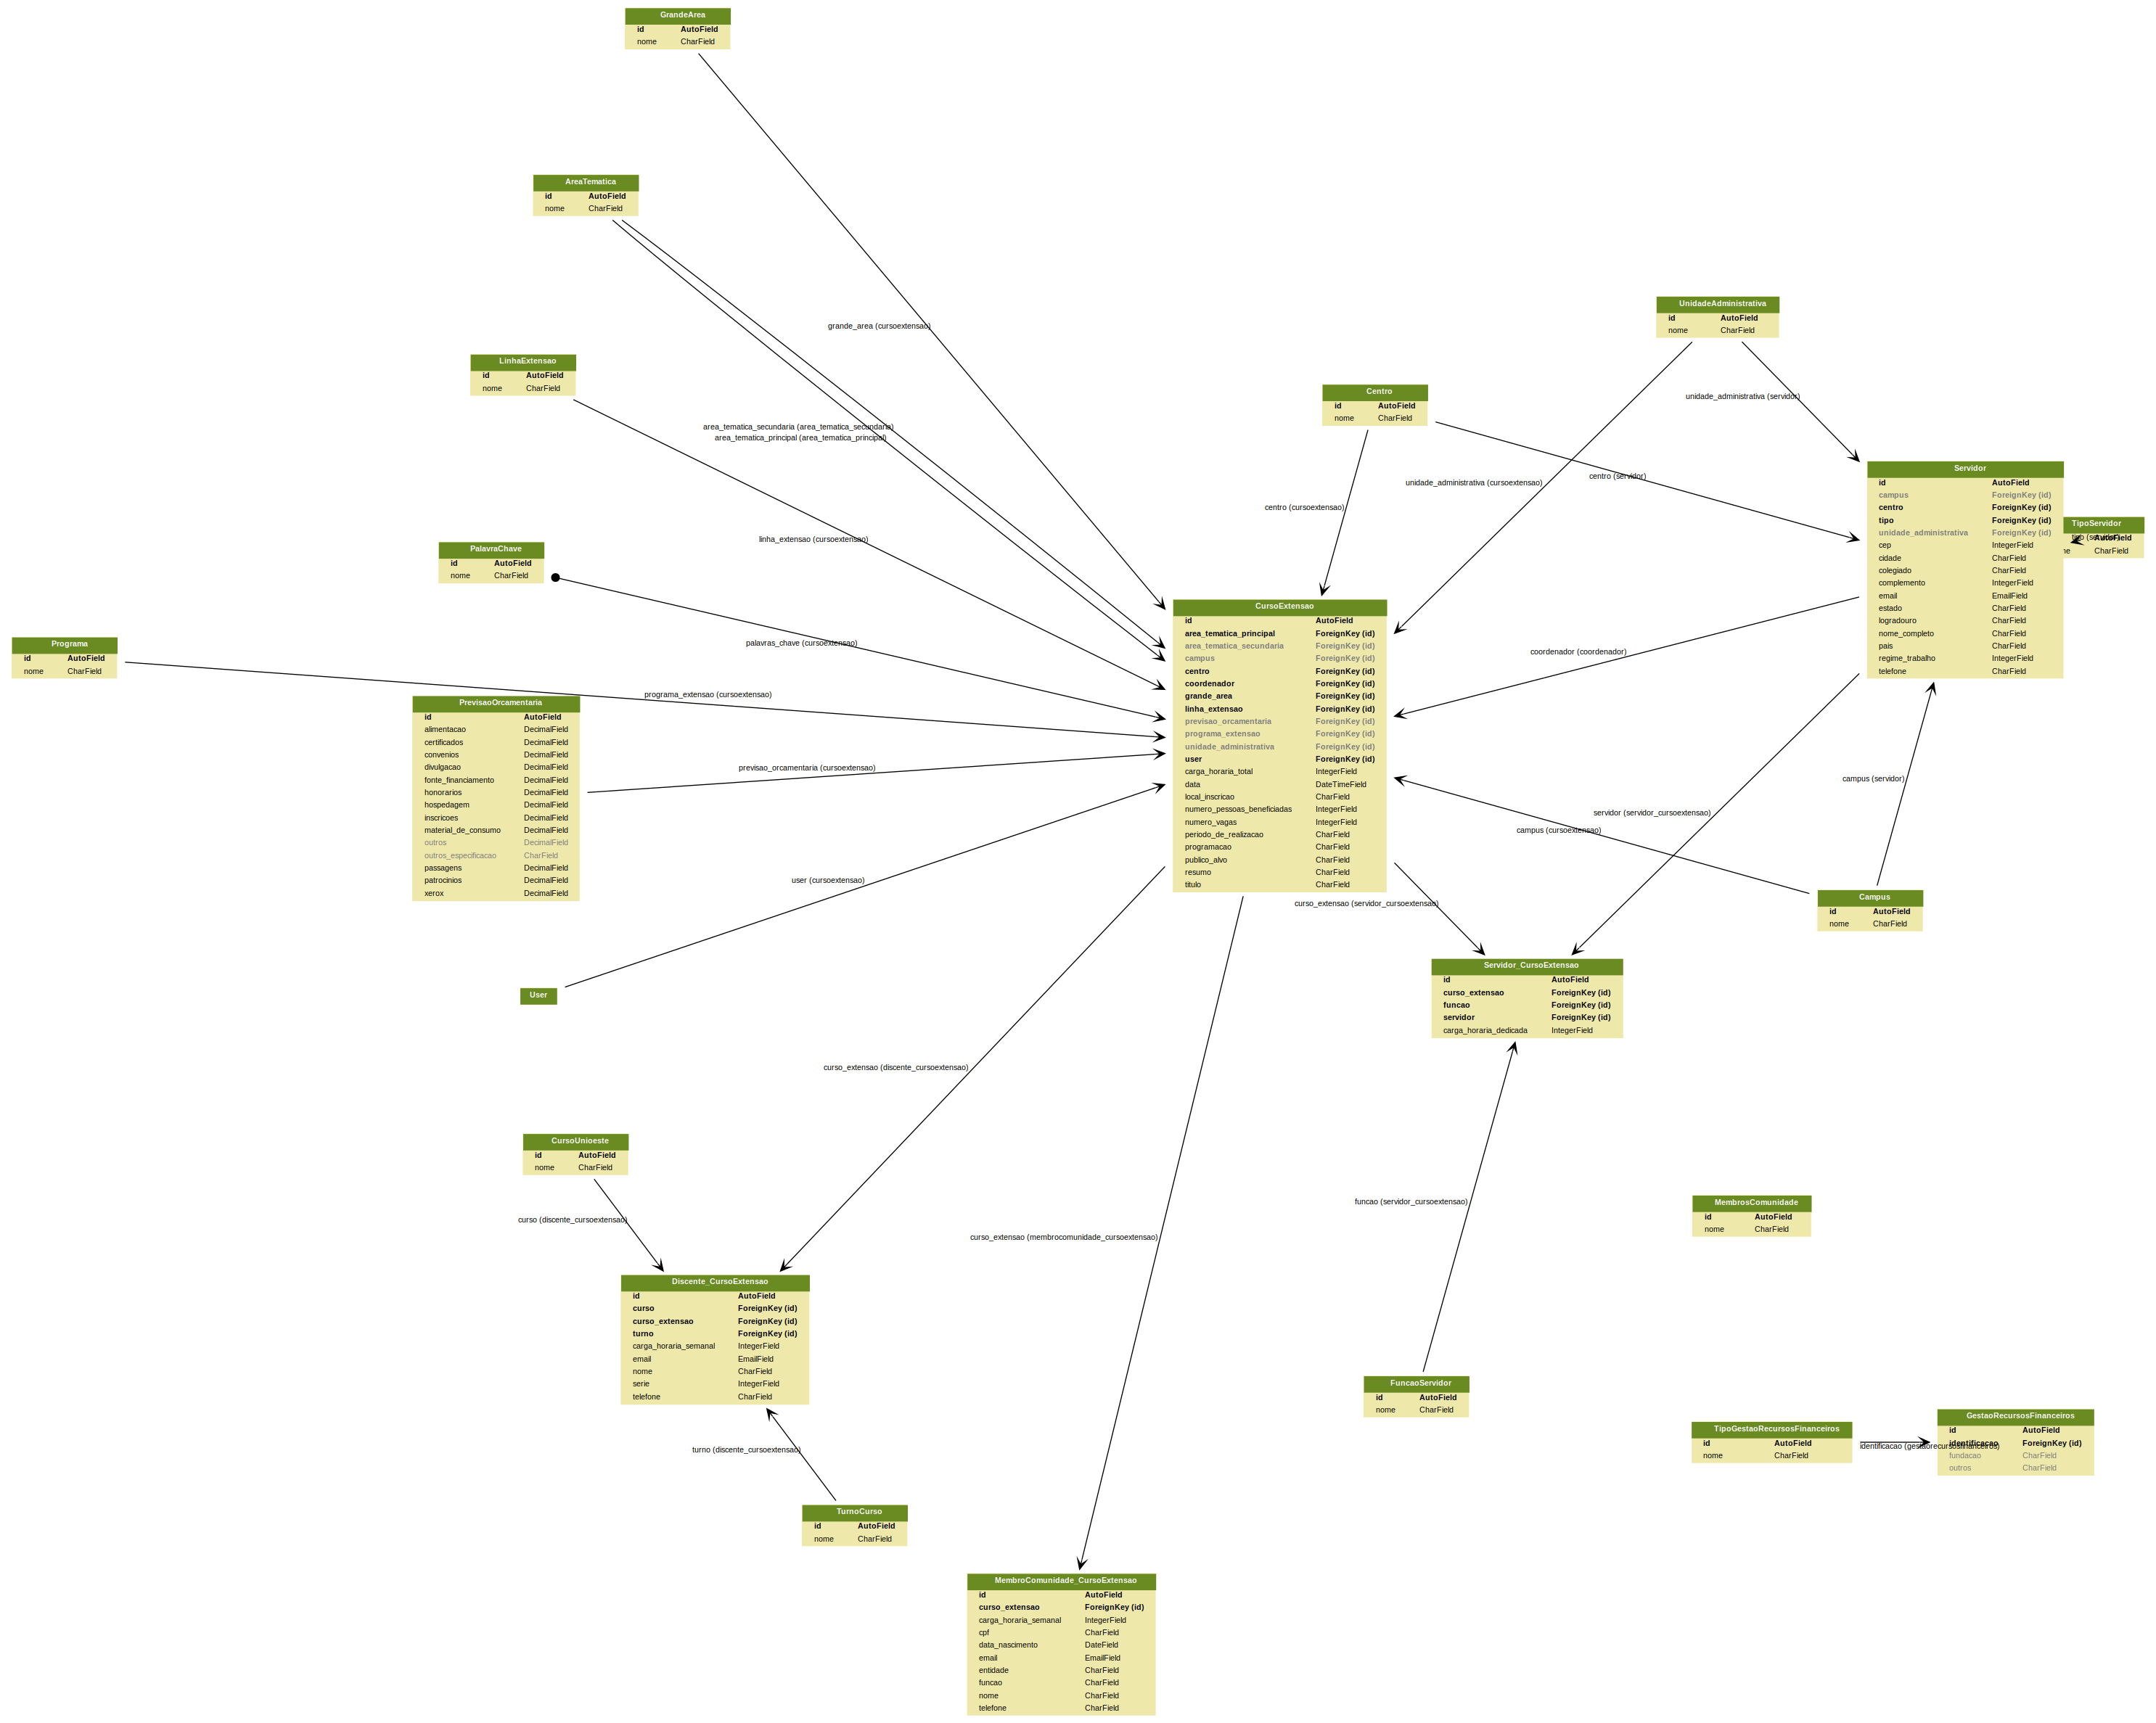 GrandeArea
id AutoField
nome CharField
AreaTematica
id AutoField
nome CharField
UnidadeAdministrativa
id AutoField
nome CharField
grande_area (cursoextensao)
LinhaExtensao
id AutoField
nome CharField
Centro
id AutoField
nome CharField
unidade_administrativa (servidor)
area_tematica_secundaria (area_tematica_secundaria)
area_tematica_principal (area_tematica_principal)
centro (servidor)
unidade_administrativa (cursoextensao)
centro (cursoextensao)
Servidor
id AutoField
campus ForeignKey (id)
centro ForeignKey (id)
tipo ForeignKey (id)
unidade_administrativa ForeignKey (id)
cep IntegerField
cidade CharField
colegiado CharField
complemento IntegerField
email EmailField
estado CharField
logradouro CharField
nome_completo CharField
pais CharField
regime_trabalho IntegerField
telefone CharField
TipoServidor
AutoField
tipo (servidor)
CharField
linha_extensao (cursoextensao)
PalavraChave
id AutoField
nome CharField
palavras_chave (cursoextensao)
Programa
id AutoField
nome CharField
programa_extensao (cursoextensao)
coordenador (coordenador)
CursoExtensao
id AutoField
area_tematica_principal ForeignKey (id)
area_tematica_secundaria ForeignKey (id)
campus ForeignKey (id)
centro ForeignKey (id)
coordenador ForeignKey (id)
grande_area ForeignKey (id)
linha_extensao ForeignKey (id)
previsao_orcamentaria ForeignKey (id)
programa_extensao ForeignKey (id)
unidade_administrativa ForeignKey (id)
user ForeignKey (id)
carga_horaria_total IntegerField
data DateTimeField
local_inscricao CharField
numero_pessoas_beneficiadas IntegerField
numero_vagas IntegerField
periodo_de_realizacao CharField
programacao CharField
publico_alvo CharField
resumo CharField
titulo CharField
PrevisaoOrcamentaria
id AutoField
alimentacao DecimalField
certificados DecimalField
convenios DecimalField
divulgacao DecimalField
fonte_financiamento DecimalField
honorarios DecimalField
hospedagem DecimalField
inscricoes DecimalField
material_de_consumo DecimalField
outros DecimalField
outros_especificacao CharField
passagens DecimalField
patrocinios DecimalField
xerox DecimalField
previsao_orcamentaria (cursoextensao)
campus (servidor)
servidor (servidor_cursoextensao)
campus (cursoextensao)
user (cursoextensao)
curso_extensao (servidor_cursoextensao)
Campus
id AutoField
nome CharField
User
Servidor_CursoExtensao
id AutoField
curso_extensao ForeignKey (id)
funcao ForeignKey (id)
servidor ForeignKey (id)
carga_horaria_dedicada IntegerField
curso_extensao (discente_cursoextensao)
CursoUnioeste
id AutoField
nome CharField
curso (discente_cursoextensao)
funcao (servidor_cursoextensao)
MembrosComunidade
id AutoField
nome CharField
curso_extensao (membrocomunidade_cursoextensao)
Discente_CursoExtensao
id AutoField
curso ForeignKey (id)
curso_extensao ForeignKey (id)
turno ForeignKey (id)
carga_horaria_semanal IntegerField
email EmailField
nome CharField
serie IntegerField
telefone CharField
FuncaoServidor
id AutoField
nome CharField
turno (discente_cursoextensao)
TipoGestaoRecursosFinanceiros
id AutoField
nome CharField
identificacao (gestaorecursosfinanceiros)
GestaoRecursosFinanceiros
id AutoField
identificacao ForeignKey (id)
fundacao CharField
outros CharField
TurnoCurso
id AutoField
nome CharField
MembroComunidade_CursoExtensao
id AutoField
curso_extensao ForeignKey (id)
carga_horaria_semanal IntegerField
cpf CharField
data_nascimento DateField
email EmailField
entidade CharField
funcao CharField
nome CharField
telefone CharField